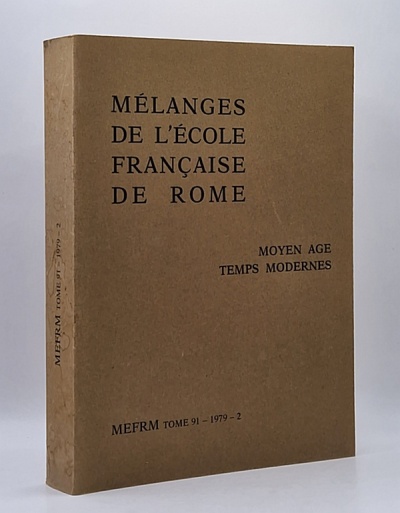 MÉLANGES
DE L'ÉCOLE
FRANÇAISE
DE ROME
MOYEN AGE
TEMPS MODERNES
MEFRM TOME 91 – 1979 – 2
MEFRM TOME 91 – 1979 – 2